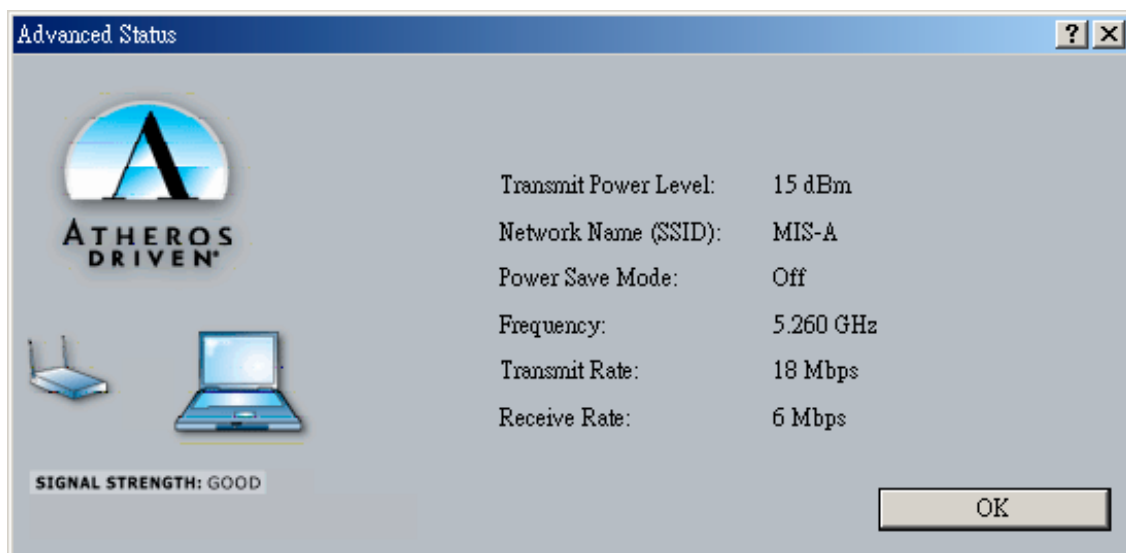 Advanced Status
ATHEROS
DRIVEN®
Transmit Power Level: 15 dBm
Network Name (SSID): MIS-A
Power Save Mode: Off
Frequency: 5.260 GHz
Transmit Rate: 18 Mbps
Receive Rate: 6 Mbps
SIGNAL STRENGTH: GOOD
OK